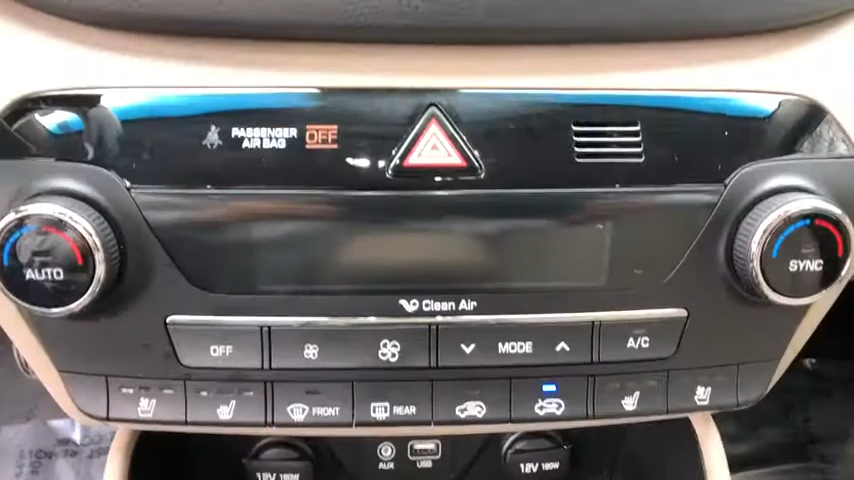 PASSENGER
AIR BAG
OFF
AUTO
SYNC
Clean Air
OFF
MODE
A/C
FRONT
REAR
AUX
USB
12V 180W
12V 180W